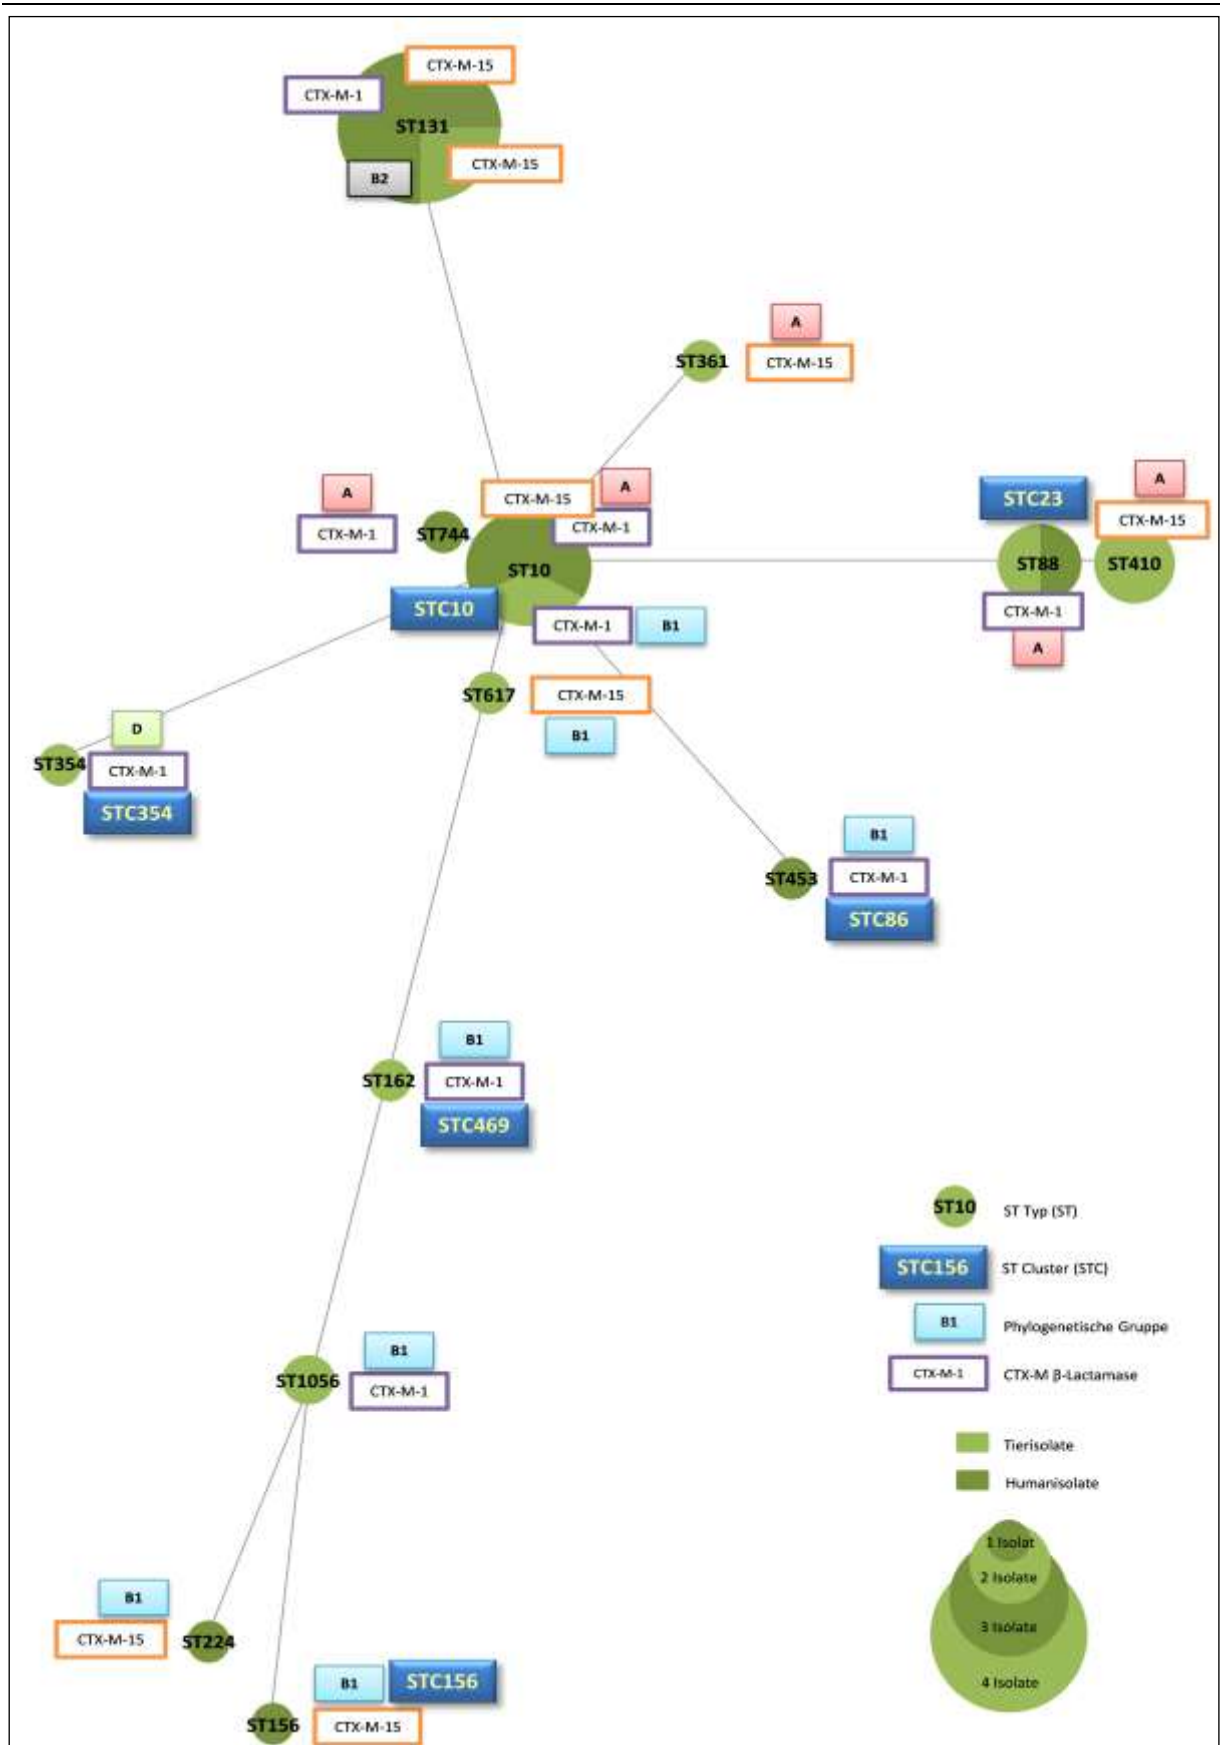 CTX-M-15
CTX-M-1
ST131
CTX-M-15
B2
A
ST361
CTX-M-15
A
CTX-M-1
ST744
CTX-M-15
A
CTX-M-1
ST10
STC10
CTX-M-1
B1
STC23
A
CTX-M-15
ST88
ST410
CTX-M-1
A
ST617
CTX-M-15
B1
D
ST354
CTX-M-1
STC354
B1
ST453
CTX-M-1
STC86
B1
ST162
CTX-M-1
STC469
B1
ST1056
CTX-M-1
B1
CTX-M-15
ST224
B1
STC156
ST156
CTX-M-15
ST10
ST Typ (ST)
STC156
ST Cluster (STC)
B1
Phylogenetische Gruppe
CTX-M-1
CTX-M β-Lactamase
Tierisolate
Humanisolate
1 Isolat
2 Isolate
3 Isolate
4 Isolate